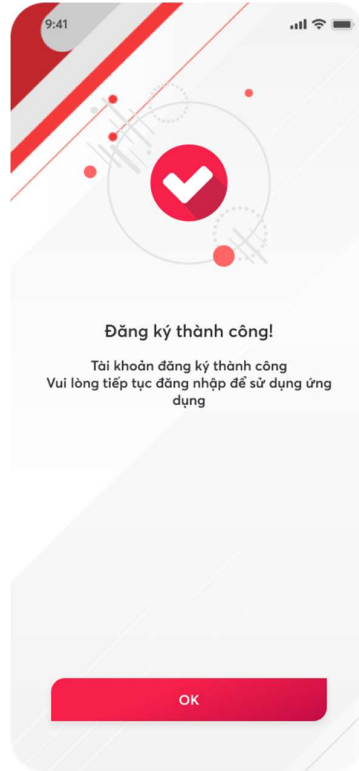 9:41
Đăng ký thành công!
Tài khoản đăng ký thành công
Vui lòng tiếp tục đăng nhập để sử dụng ứng
dụng
OK